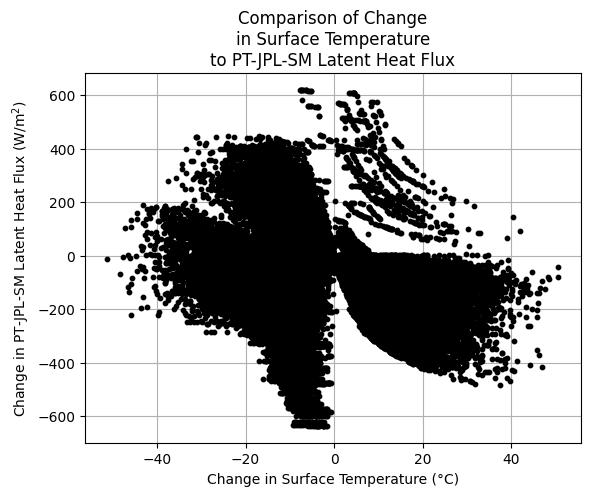 Comparison of Change
in Surface Temperature
to PT-JPL-SM Latent Heat Flux
Change in PT-JPL-SM Latent Heat Flux (W/m²)
600
400
200
0
−200
−400
−600
−40
−20
0
20
40
Change in Surface Temperature (°C)